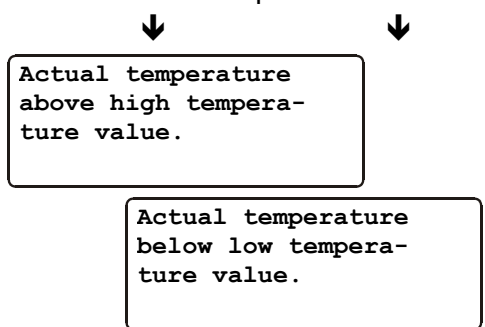 Actual temperature
above high tempera-
ture value.
Actual temperature
below low tempera-
ture value.